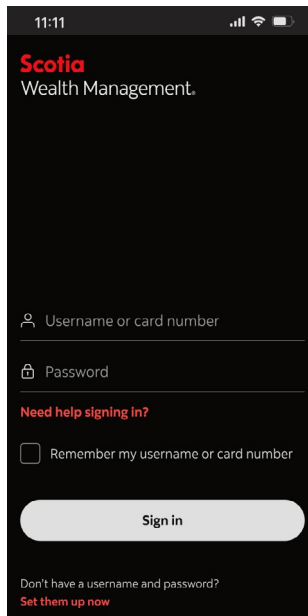 11:11
Scotia
Wealth Management®
Username or card number
Password
Need help signing in?
Remember my username or card number
Sign in
Don't have a username and password?
Set them up now